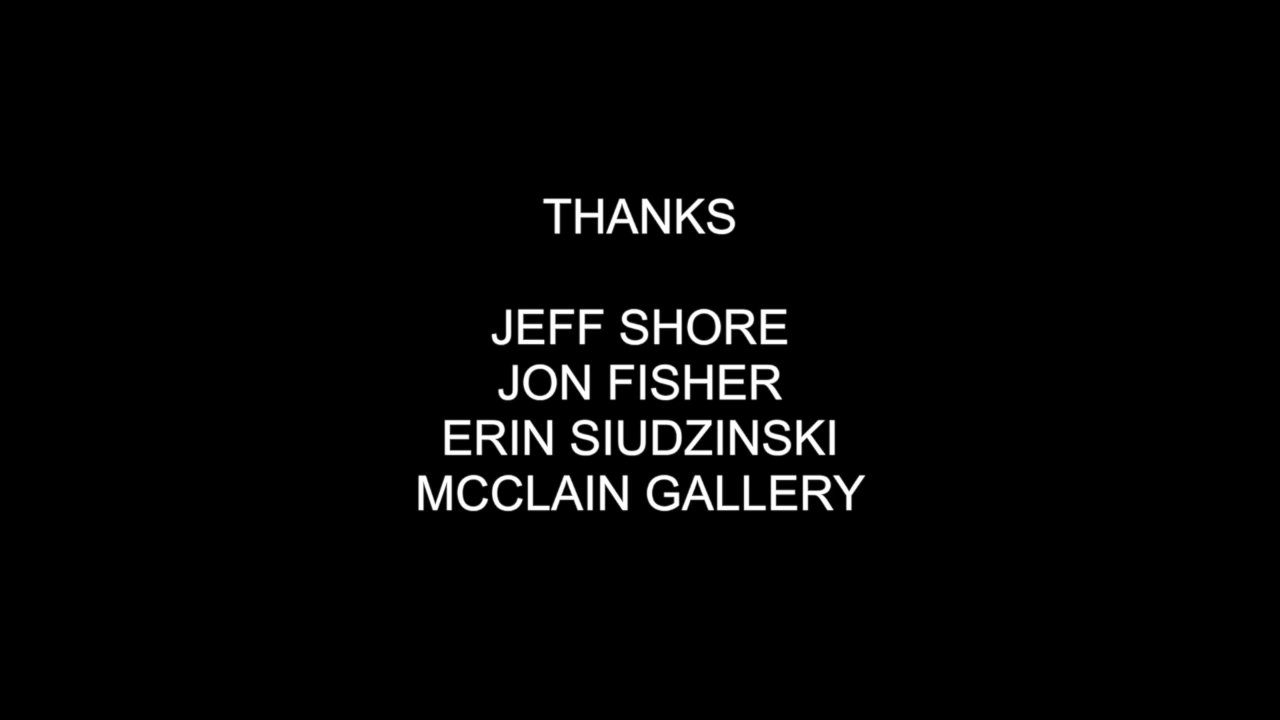 THANKS
JEFF SHORE
JON FISHER
ERIN SIUDZINSKI
MCCLAIN GALLERY